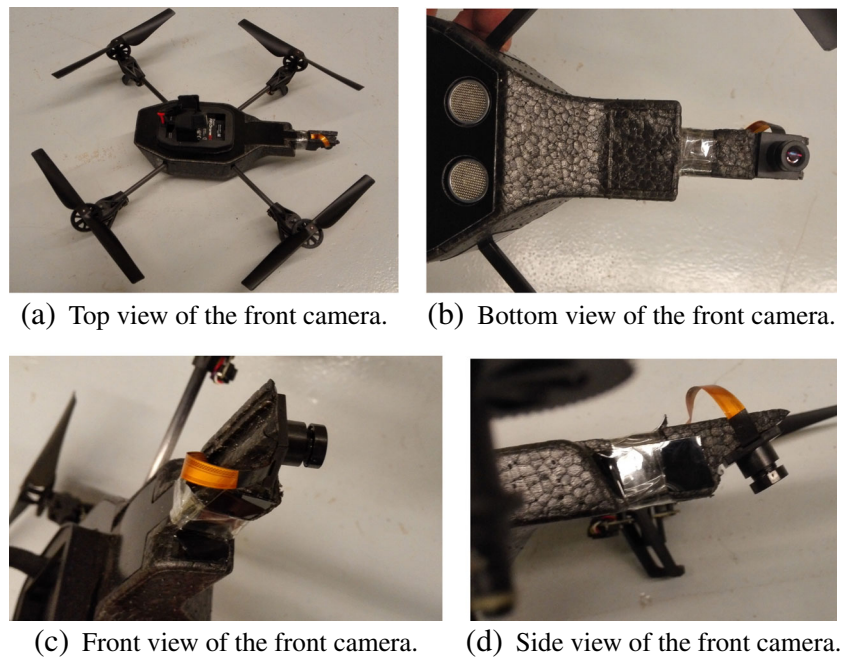 (a) Top view of the front camera.
(b) Bottom view of the front camera.
(c) Front view of the front camera.
(d) Side view of the front camera.